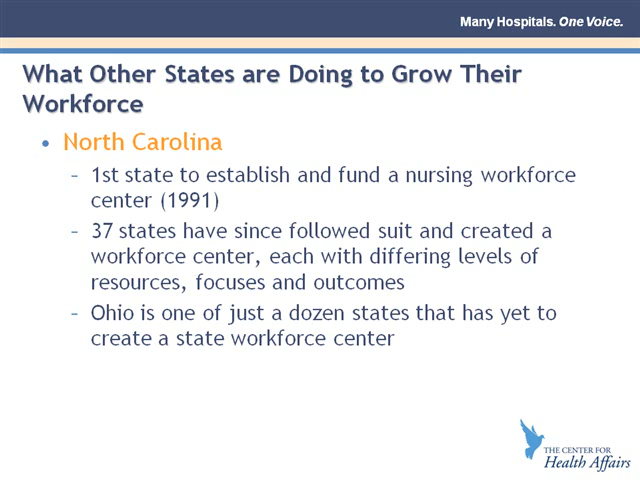 Many Hospitals. One Voice.
What Other States are Doing to Grow Their
Workforce
• North Carolina
– 1st state to establish and fund a nursing workforce
center (1991)
– 37 states have since followed suit and created a
workforce center, each with differing levels of
resources, focuses and outcomes
– Ohio is one of just a dozen states that has yet to
create a state workforce center
THE CENTER FOR
Health Affairs